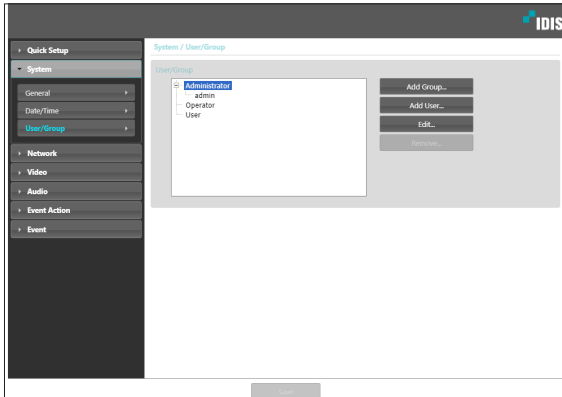 IDIS
Quick Setup
System
General
Date/Time
User/Group
Network
Video
Audio
Event Action
Event
System / User/Group
User/Group
Administrator
admin
Operator
User
Add Group...
Add User...
Edit...
Remove...
Save